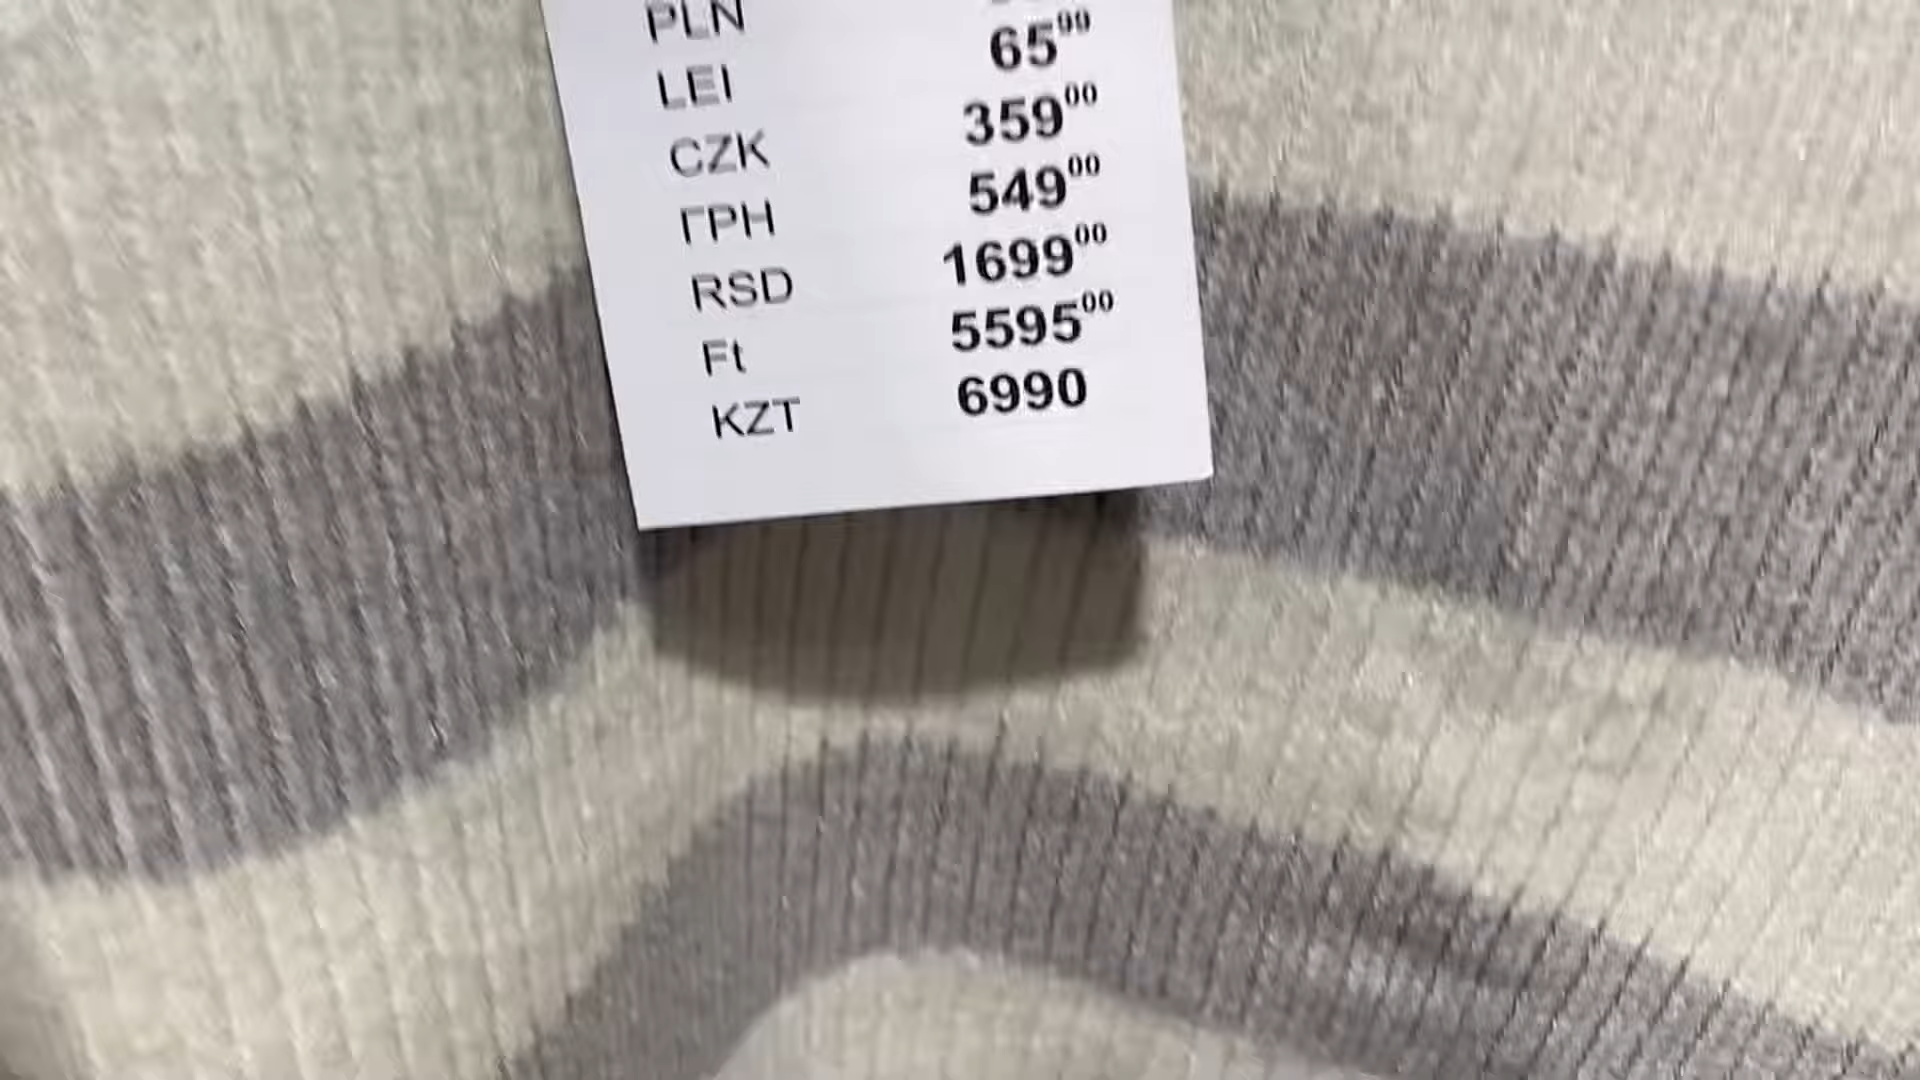 PLN
LEI 65⁹⁹
CZK 359⁰⁰
ГРН 549⁰⁰
RSD 1699⁰⁰
Ft 5595⁰⁰
KZT 6990